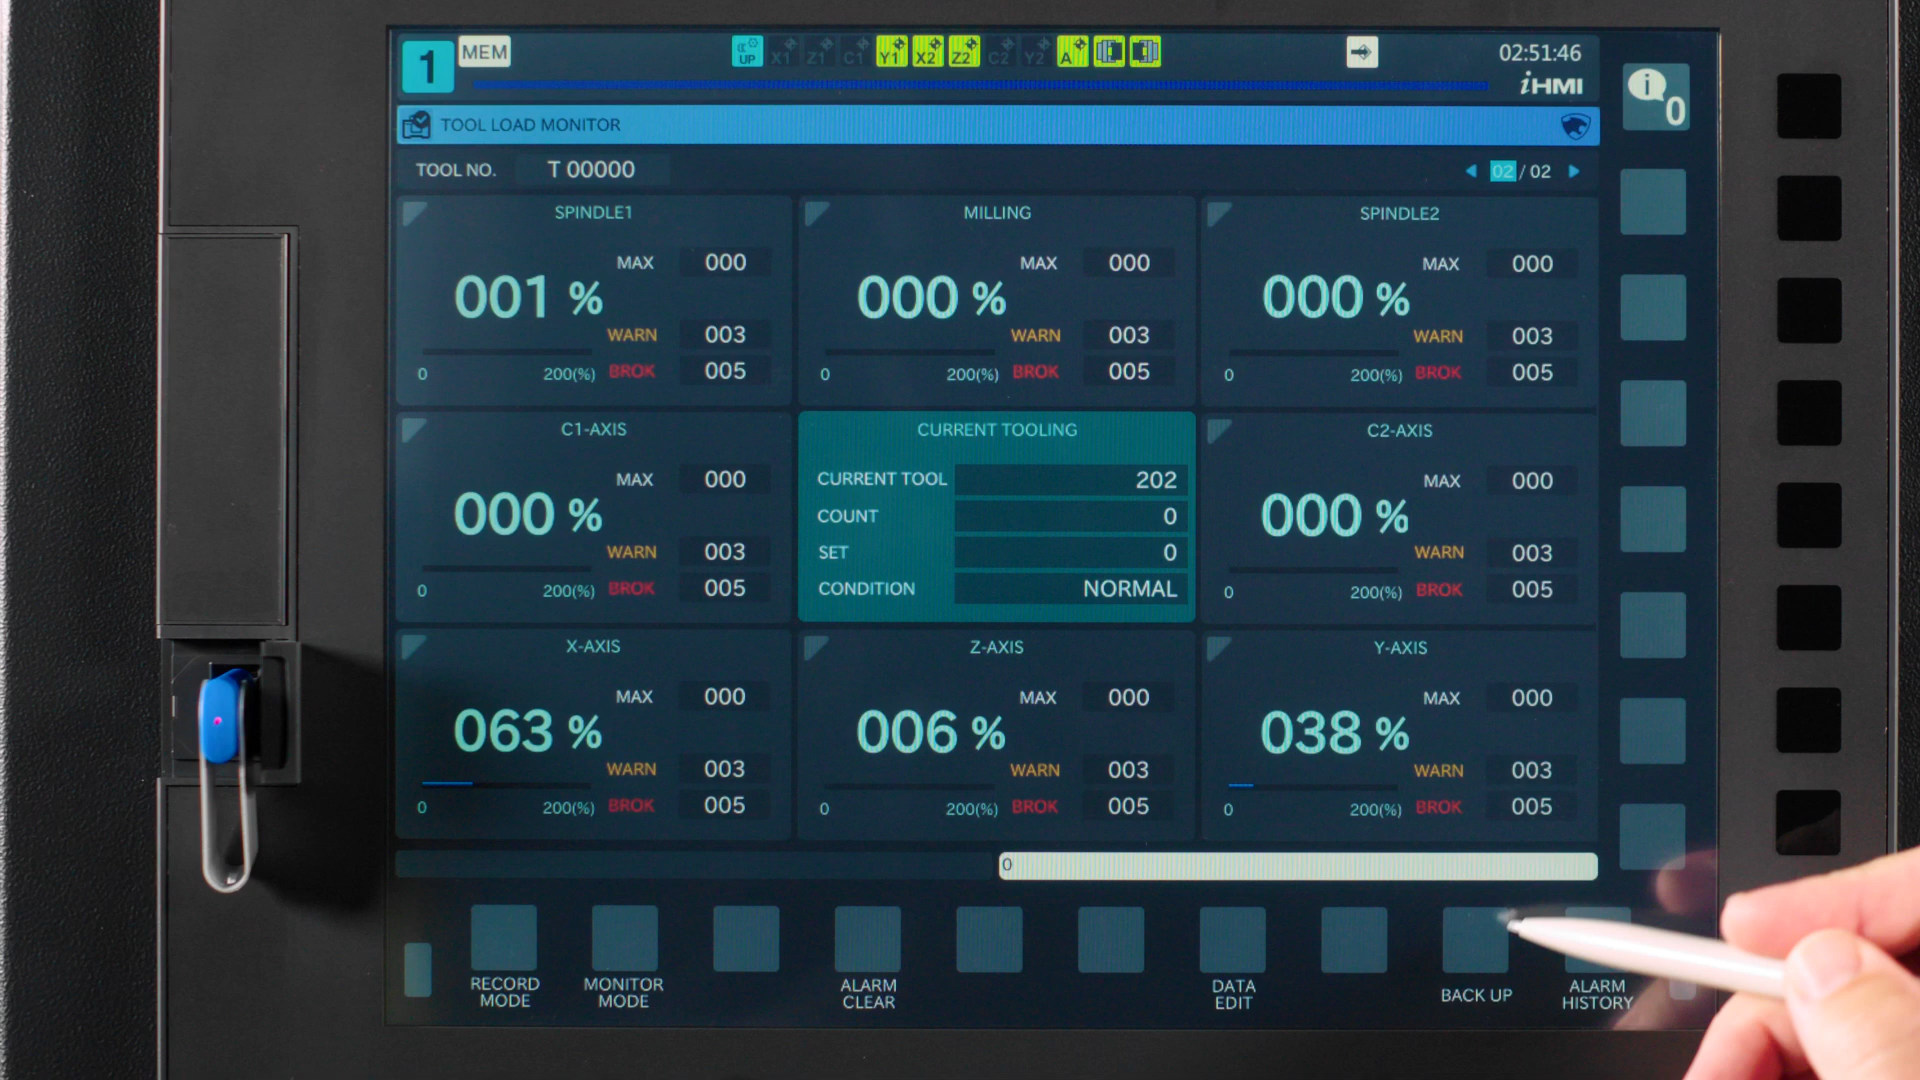 1 MEM UP X1 Z1 C1 Y1 X2 Z2 C2 Y2 A 02:51:46
iHMI
i 0
TOOL LOAD MONITOR
TOOL NO. T 00000 02 / 02
SPINDLE1
MAX 000
001 %
WARN 003
0 200(%) BROK 005
MILLING
MAX 000
000 %
WARN 003
0 200(%) BROK 005
SPINDLE2
MAX 000
000 %
WARN 003
0 200(%) BROK 005
C1-AXIS
MAX 000
000 %
WARN 003
0 200(%) BROK 005
CURRENT TOOLING
CURRENT TOOL 202
COUNT 0
SET 0
CONDITION NORMAL
C2-AXIS
MAX 000
000 %
WARN 003
0 200(%) BROK 005
X-AXIS
MAX 000
063 %
WARN 003
0 200(%) BROK 005
Z-AXIS
MAX 000
006 %
WARN 003
0 200(%) BROK 005
Y-AXIS
MAX 000
038 %
WARN 003
0 200(%) BROK 005
0
RECORD
MODE
MONITOR
MODE
ALARM
CLEAR
DATA
EDIT
BACK UP
ALARM
HISTORY